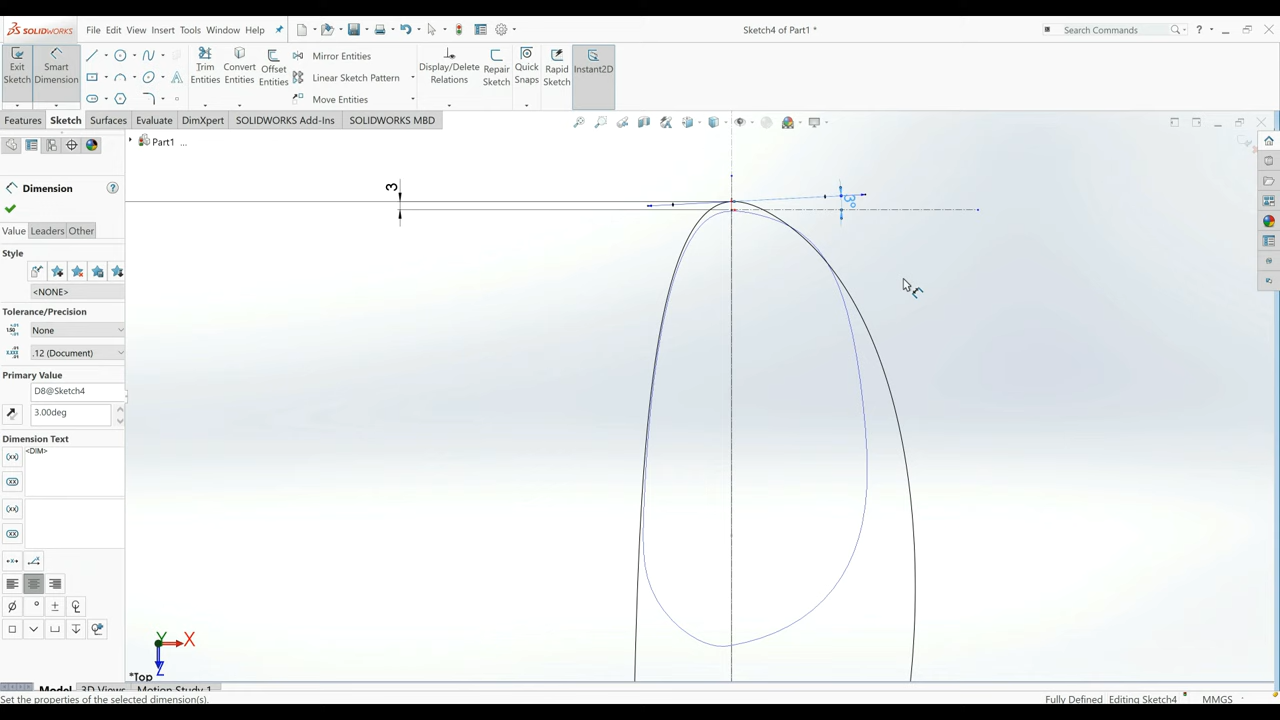 SOLIDWORKS File Edit View Insert Tools Window Help Sketch4 of Part1 * Search Commands ?
Exit Sketch Smart Dimension Trim Entities Convert Entities Offset Entities Mirror Entities Linear Sketch Pattern Move Entities Display/Delete Relations Repair Sketch Quick Snaps Rapid Sketch Instant2D
Features Sketch Surfaces Evaluate DimXpert SOLIDWORKS Add-Ins SOLIDWORKS MBD
Part1 ...
Dimension
Value Leaders Other
Style
<NONE>
Tolerance/Precision
None
.12 (Document)
Primary Value
D8@Sketch4
3.00deg
Dimension Text
<DIM>
3
3°
Y X
Z
*Top
Model 3D Views Motion Study 1
Set the properties of the selected dimension(s). Fully Defined Editing Sketch4 MMGS